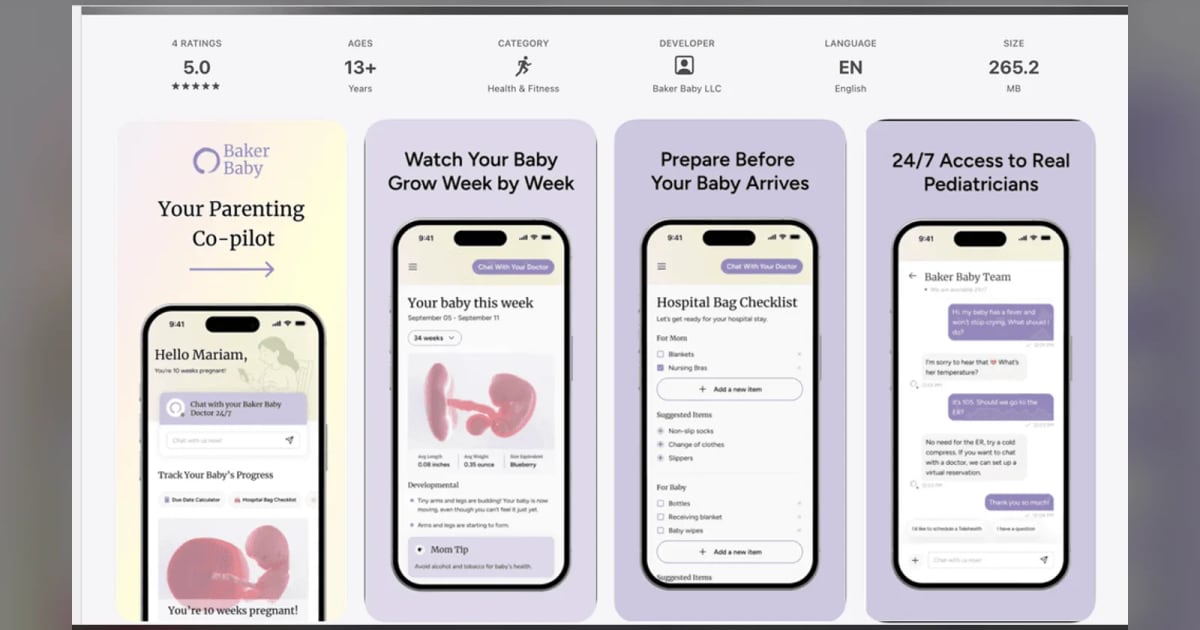 4 RATINGS
5.0
★★★★★
AGES
13+
Years
CATEGORY
Health & Fitness
DEVELOPER
Baker Baby LLC
LANGUAGE
EN
English
SIZE
265.2
MB
Baker
Baby
Your Parenting
Co-pilot
9:41
Hello Mariam,
You're 10 weeks pregnant!
Chat with your Baker Baby
Doctor 24/7
Chat with us now!
Track Your Baby's Progress
Due Date Calculator
Hospital Bag Checklist
You're 10 weeks pregnant!
Watch Your Baby
Grow Week by Week
9:41
Chat With Your Doctor
Your baby this week
September 05 - September 11
34 weeks
Avg Length
0.08 inches
Avg Weight
0.35 ounce
Size Equivalent
Blueberry
Developmental
Tiny arms and legs are budding! Your baby is now
moving, even though you can't feel it just yet.
Arms and legs are starting to form.
Mom Tip
Avoid alcohol and tobacco for baby's health.
Prepare Before
Your Baby Arrives
9:41
Chat With Your Doctor
Hospital Bag Checklist
Let's get ready for your hospital stay.
For Mom
Blankets
Nursing Bras
+ Add a new item
Suggested Items
Non-slip socks
Change of clothes
Slippers
For Baby
Bottles
Receiving blanket
Baby wipes
+ Add a new item
Suggested Items
24/7 Access to Real
Pediatricians
9:41
Baker Baby Team
We are available 24/7
Hi, my baby has a fever and
won't stop crying, What should I
do?
I'm sorry to hear that 💔 What's
her temperature?
It's 105. Should we go to the
ER?
No need for the ER, try a cold
compress. If you want to chat
with a doctor, we can set up a
virtual reservation.
Thank you so much!
I'd like to schedule a Telehealth
I have a question
Chat with us now!